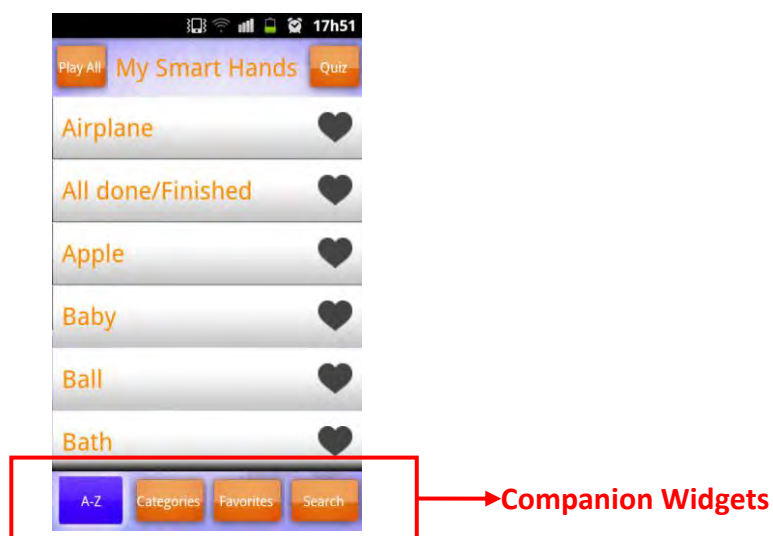 17h51
Play All My Smart Hands Quiz
Airplane
All done/Finished
Apple
Baby
Ball
Bath
A-Z Categories Favorites Search
Companion Widgets